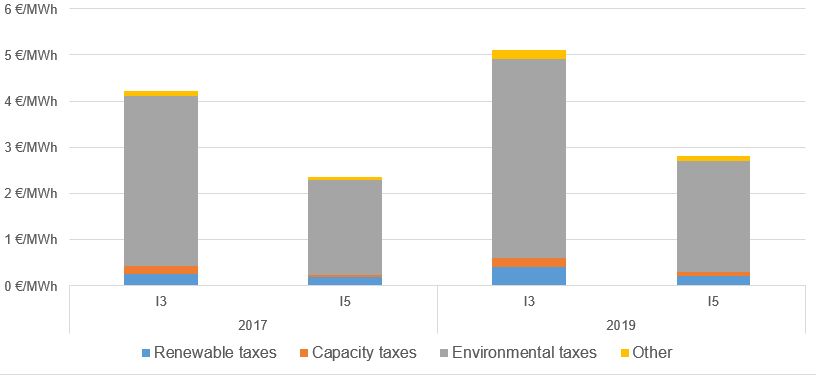 6 €/MWh
5 €/MWh
4 €/MWh
3 €/MWh
2 €/MWh
1 €/MWh
0 €/MWh
I3 I5 I3 I5
2017 2019
Renewable taxes Capacity taxes Environmental taxes Other